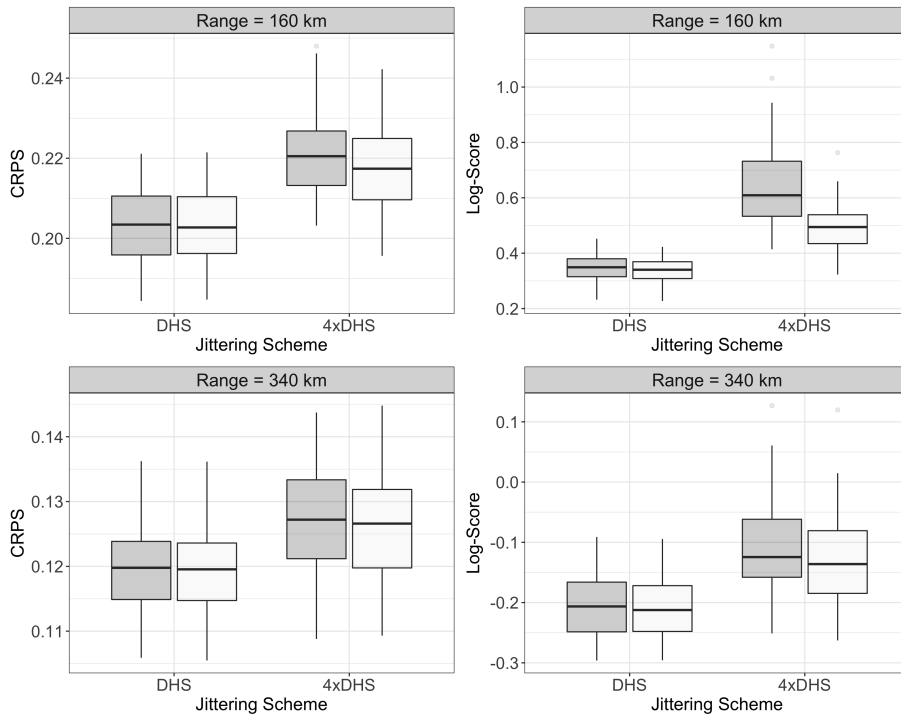 Range = 160 km
CRPS
0.24
0.22
0.20
DHS
4xDHS
Jittering Scheme
Range = 160 km
Log-Score
1.0
0.8
0.6
0.4
0.2
DHS
4xDHS
Jittering Scheme
Range = 340 km
CRPS
0.14
0.13
0.12
0.11
DHS
4xDHS
Jittering Scheme
Range = 340 km
Log-Score
0.1
0.0
-0.1
-0.2
-0.3
DHS
4xDHS
Jittering Scheme